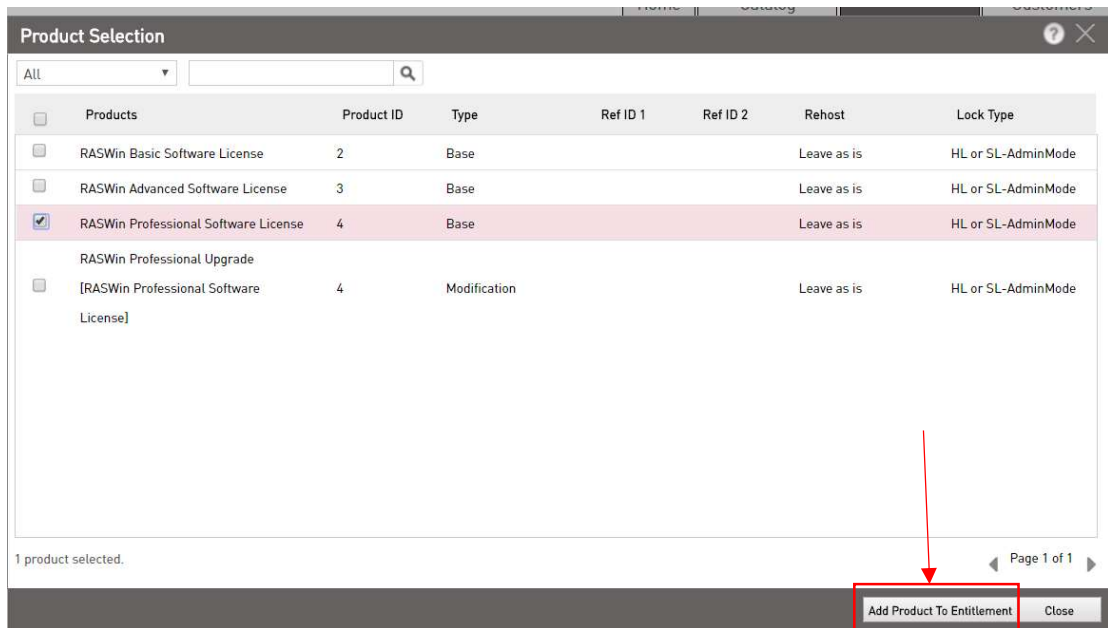 Home Catalog Customers
Product Selection ?
All
Products Product ID Type Ref ID 1 Ref ID 2 Rehost Lock Type
RASWin Basic Software License 2 Base Leave as is HL or SL-AdminMode
RASWin Advanced Software License 3 Base Leave as is HL or SL-AdminMode
RASWin Professional Software License 4 Base Leave as is HL or SL-AdminMode
RASWin Professional Upgrade
[RASWin Professional Software 4 Modification Leave as is HL or SL-AdminMode
License]
1 product selected. Page 1 of 1
Add Product To Entitlement Close